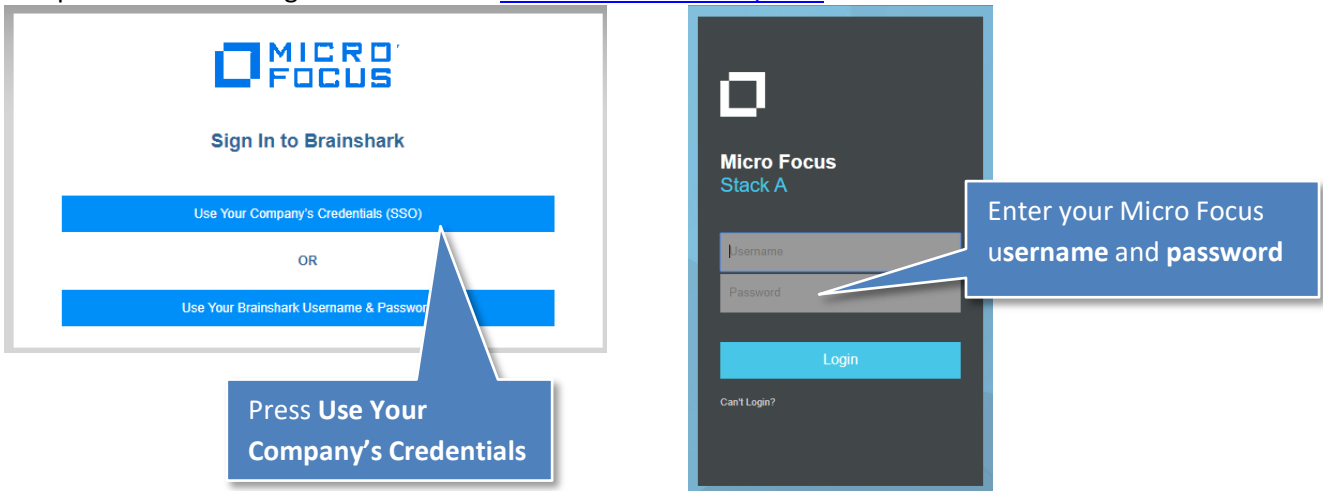 MICRO
FOCUS
Sign In to Brainshark
Use Your Company's Credentials (SSO)
OR
Use Your Brainshark Username & Passwor
Press Use Your
Company's Credentials
Micro Focus
Stack A
Username
Password
Login
Can't Login?
Enter your Micro Focus
username and password